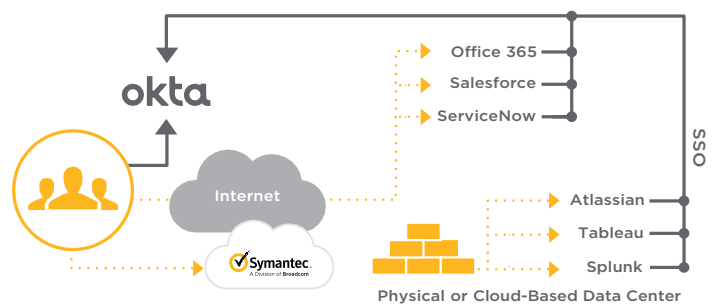 okta
Office 365
Salesforce
ServiceNow
SSO
Internet
Symantec™
A Division of Broadcom
Atlassian
Tableau
Splunk
Physical or Cloud-Based Data Center